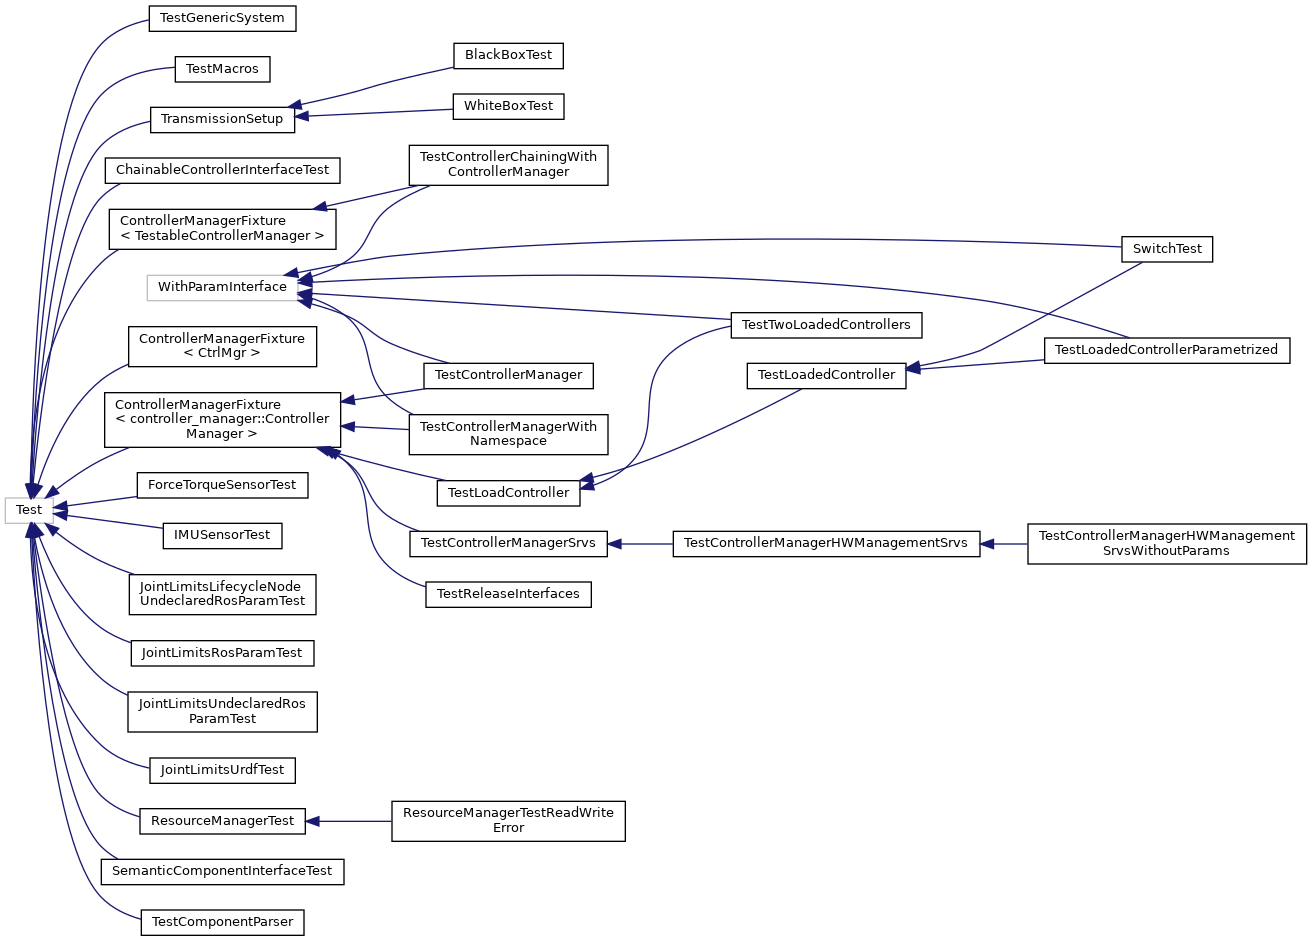 TestGenericSystem
TestMacros
TransmissionSetup
BlackBoxTest
WhiteBoxTest
ChainableControllerInterfaceTest
ControllerManagerFixture
< TestableControllerManager >
TestControllerChainingWith
ControllerManager
WithParamInterface
SwitchTest
TestTwoLoadedControllers
TestLoadedControllerParametrized
ControllerManagerFixture
< CtrlMgr >
TestControllerManager
TestLoadedController
ControllerManagerFixture
< controller_manager::Controller
Manager >
TestControllerManagerWith
Namespace
TestLoadController
ForceTorqueSensorTest
Test
IMUSensorTest
TestControllerManagerSrvs
TestControllerManagerHWManagementSrvs
TestControllerManagerHWManagement
SrvsWithoutParams
TestReleaseInterfaces
JointLimitsLifecycleNode
UndeclaredRosParamTest
JointLimitsRosParamTest
JointLimitsUndeclaredRos
ParamTest
JointLimitsUrdfTest
ResourceManagerTest
ResourceManagerTestReadWrite
Error
SemanticComponentInterfaceTest
TestComponentParser